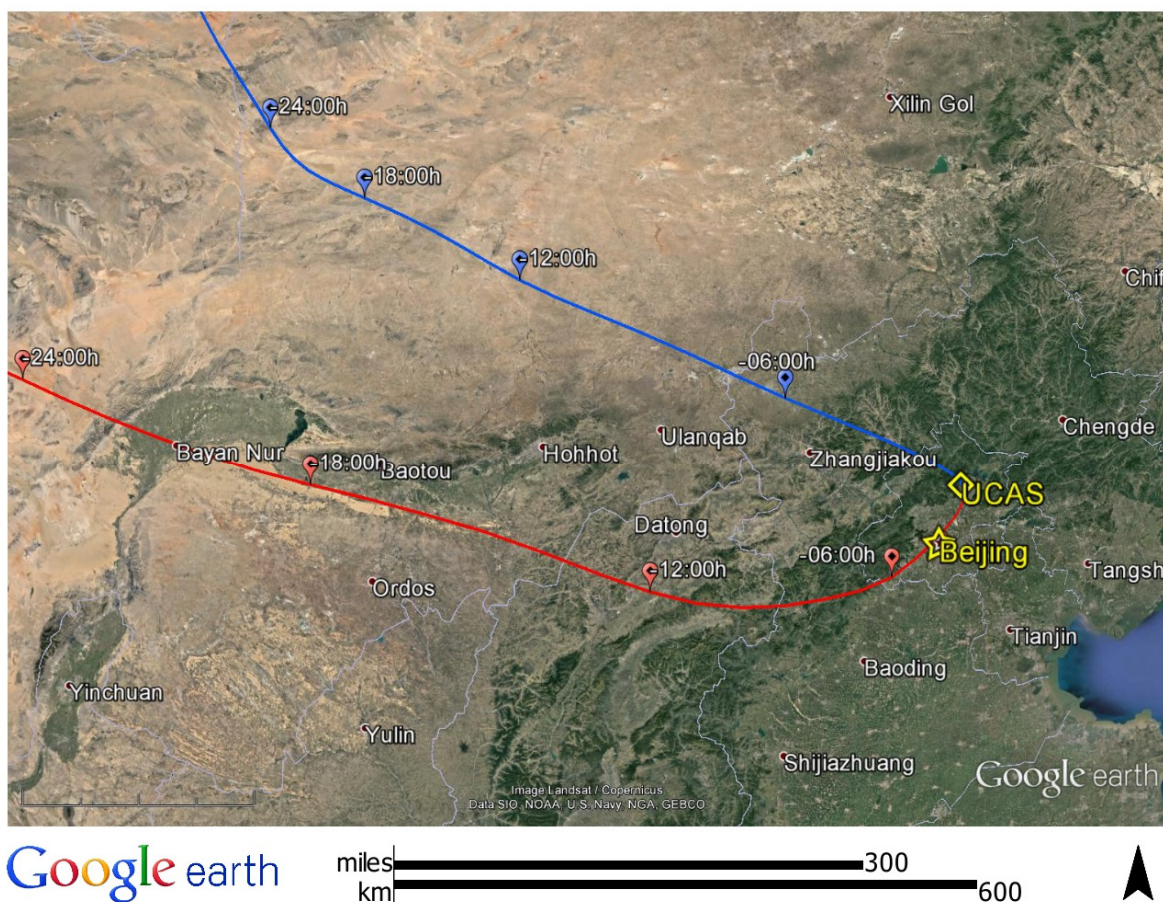 -24:00h
Xilin Gol
-18:00h
-12:00h
Chif
-24:00h
-06:00h
Chengde
Ulanqab
Bayan Nur
Hohhot
Zhangjiakou
-18:00h
Baotou
UCAS
Datong
-06:00h
Beijing
-12:00h
Tangsh
Ordos
Tianjin
Baoding
Yinchuan
Yulin
Shijiazhuang
Google earth
Image Landsat / Copernicus
Data SIO, NOAA, U.S. Navy, NGA, GEBCO
Google earth
miles 300
km 600